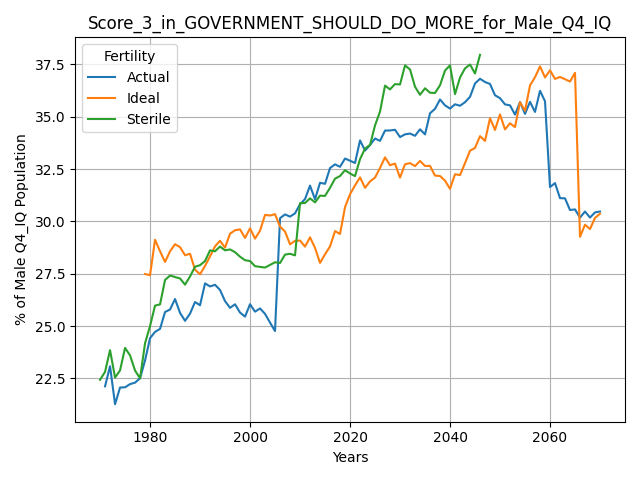 Score_3_in_GOVERNMENT_SHOULD_DO_MORE_for_Male_Q4_IQ
Fertility
Actual
Ideal
Sterile
% of Male Q4_IQ Population
37.5
35.0
32.5
30.0
27.5
25.0
22.5
1980
2000
2020
2040
2060
Years